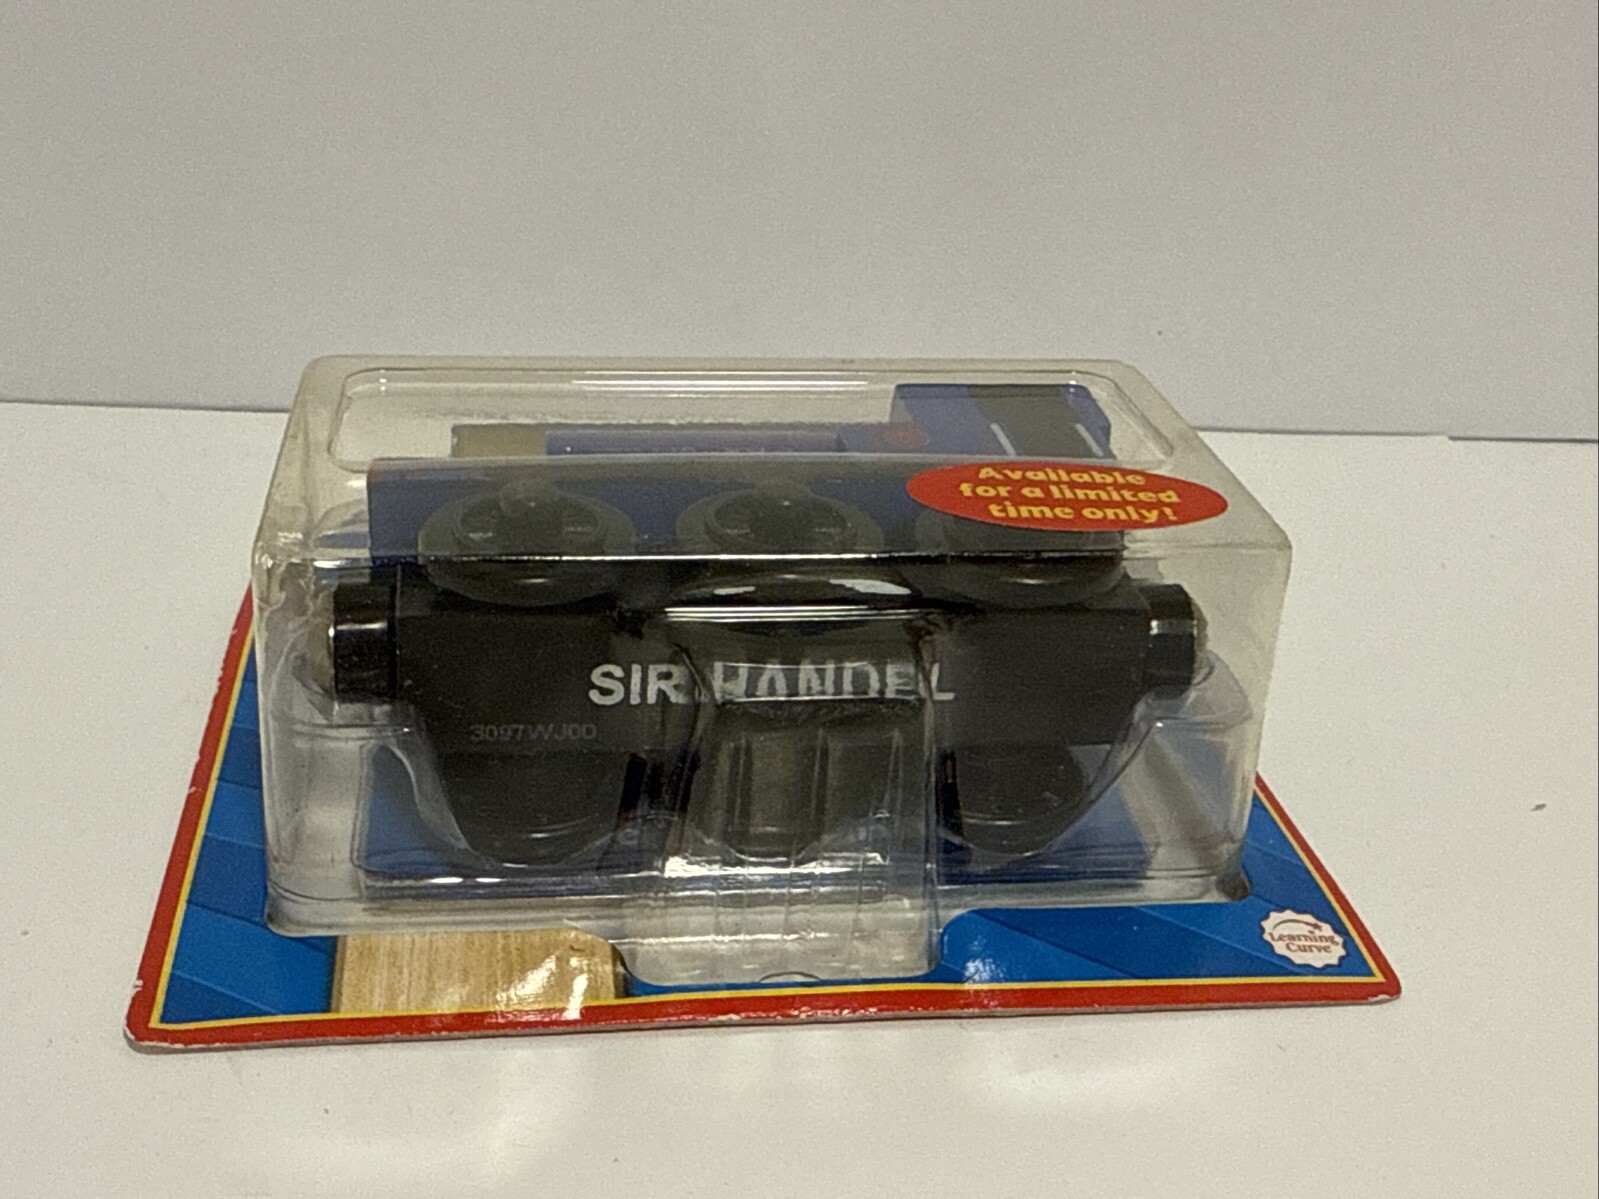 Available
for a limited
time only!
SIR HANDEL
3097WJ00
Learning
Curve